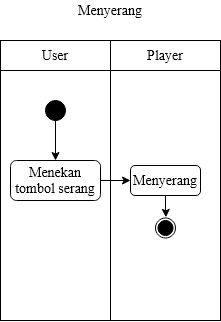 Menyerang
User
Player
Menekan
tombol serang
Menyerang